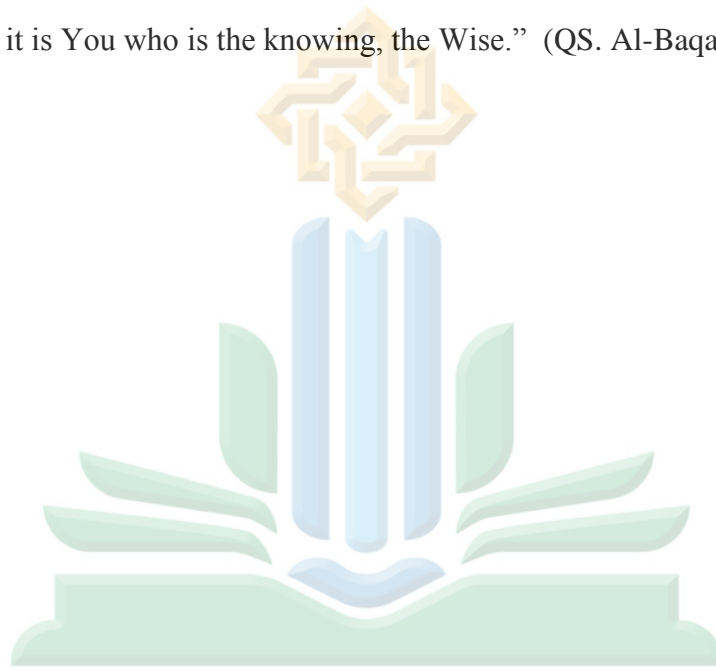 it is You who is the knowing, the Wise.” (QS. Al-Baqa